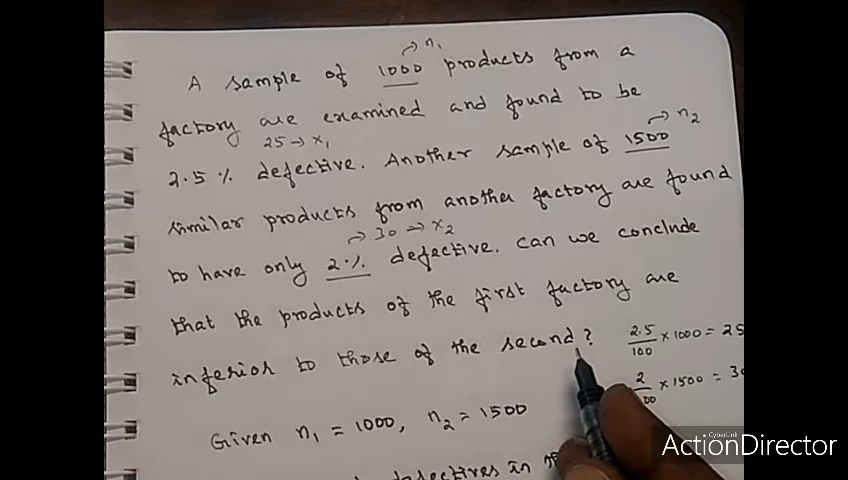 → n₁
A sample of 1000 products from a
factory are examined and found to be
25 → x₁
→ n₂
2.5 % defective. Another sample of 1500
similar products from another factory are found
→ 30 → x₂
to have only 2 % defective. can we conclude
that the products of the first factory are
inferior to those of the second?
2.5/100 × 1000 = 25
2/00 × 1500 = 30
Given n₁ = 1000, n₂ = 1500
defectives in
CyberLink
ActionDirector